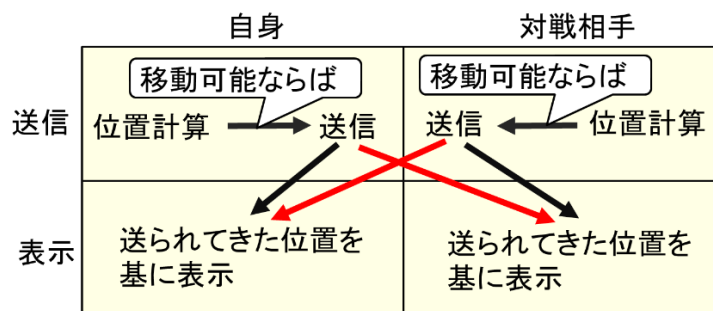 自身
対戦相手
移動可能ならば
移動可能ならば
送信
位置計算
送信
送信
位置計算
表示
送られてきた位置を
基に表示
送られてきた位置を
基に表示